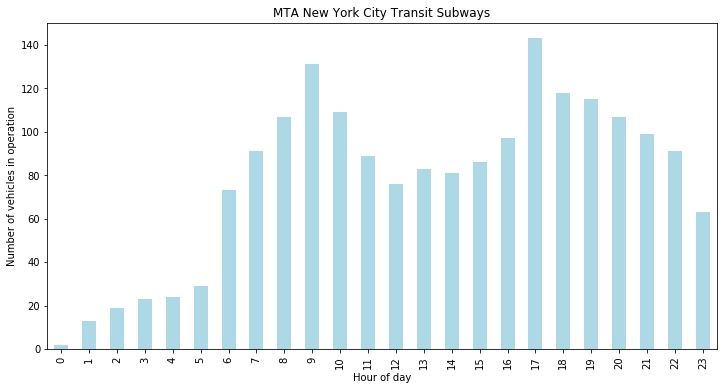 MTA New York City Transit Subways
Number of vehicles in operation
140
120
100
80
60
40
20
0
0 1 2 3 4 5 6 7 8 9 10 11 12 13 14 15 16 17 18 19 20 21 22 23
Hour of day